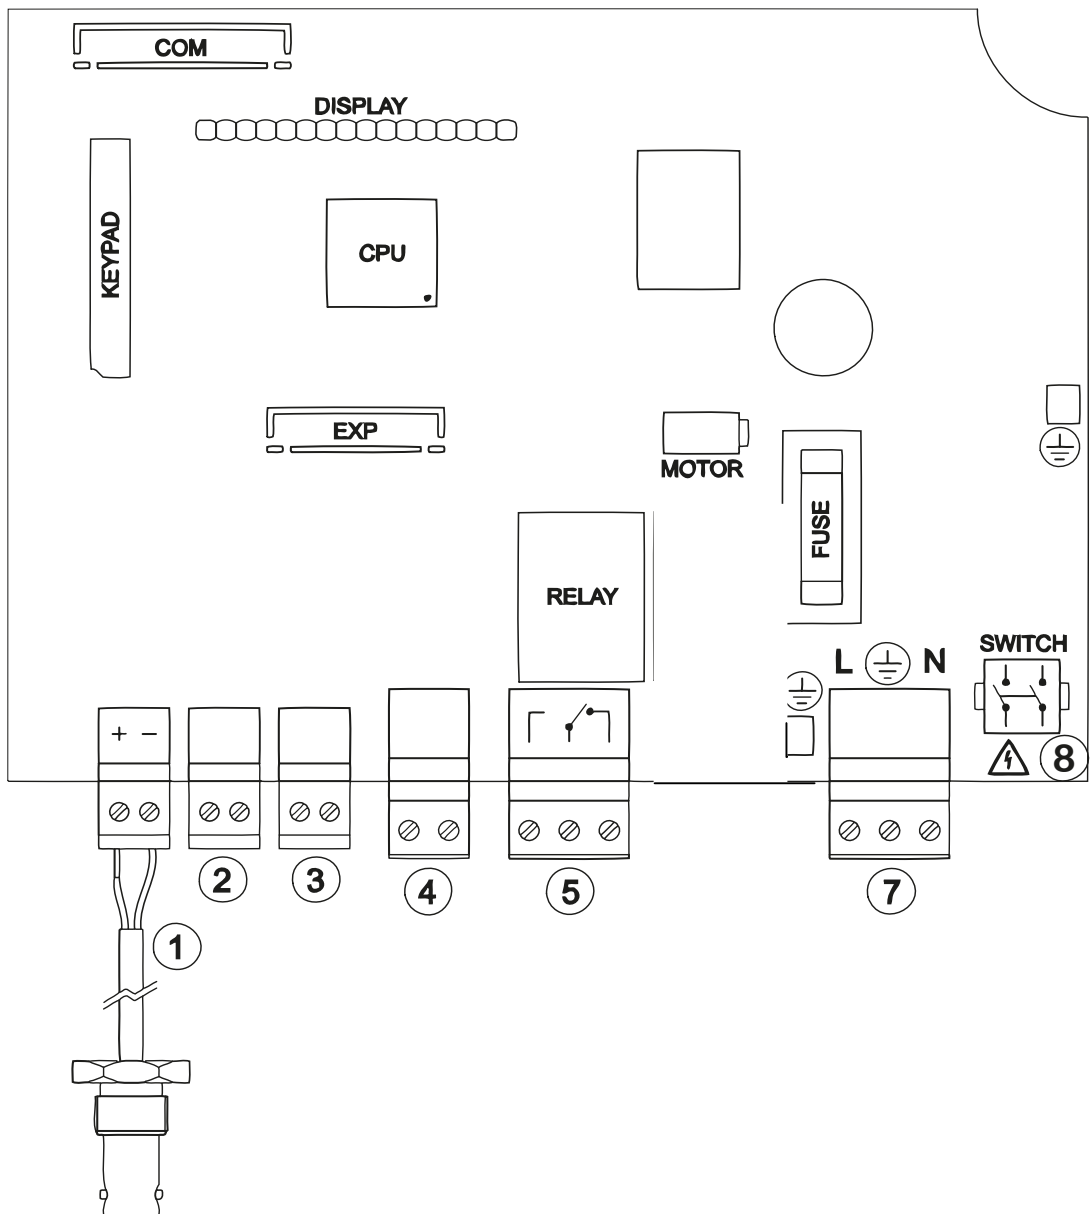 COM
DISPLAY
KEYPAD
CPU
EXP
MOTOR
FUSE
RELAY
SWITCH
L N
+ −
8
2
3
4
5
7
1